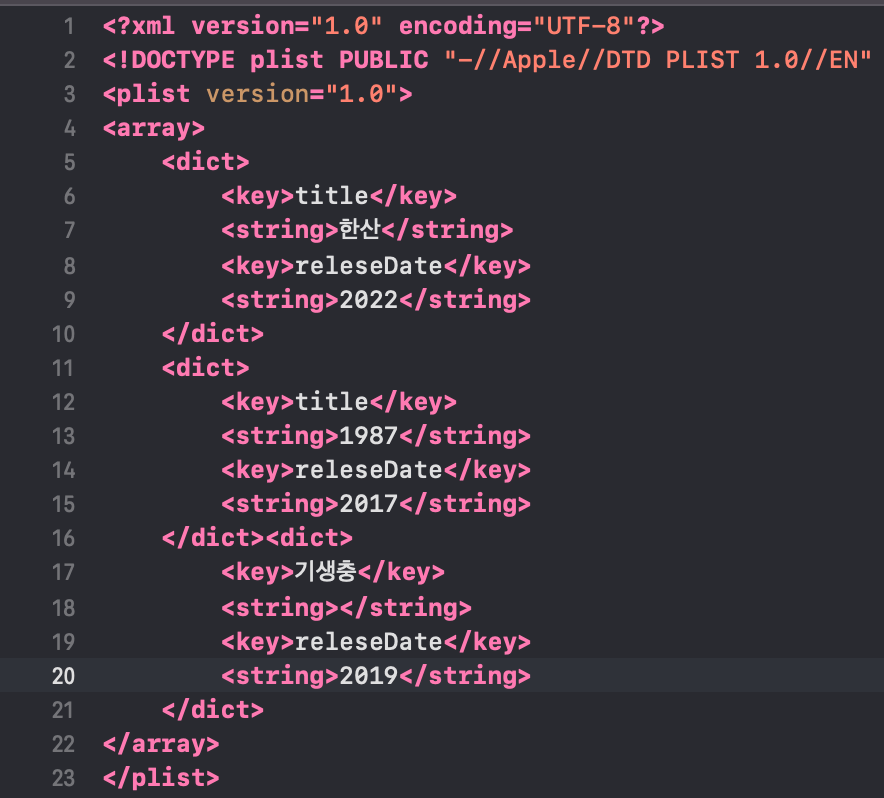 1 <?xml version="1.0" encoding="UTF-8"?>
2 <!DOCTYPE plist PUBLIC "-//Apple//DTD PLIST 1.0//EN"
3 <plist version="1.0">
4 <array>
5 <dict>
6 <key>title</key>
7 <string>한산</string>
8 <key>releseDate</key>
9 <string>2022</string>
10 </dict>
11 <dict>
12 <key>title</key>
13 <string>1987</string>
14 <key>releseDate</key>
15 <string>2017</string>
16 </dict><dict>
17 <key>기생충</key>
18 <string></string>
19 <key>releseDate</key>
20 <string>2019</string>
21 </dict>
22 </array>
23 </plist>